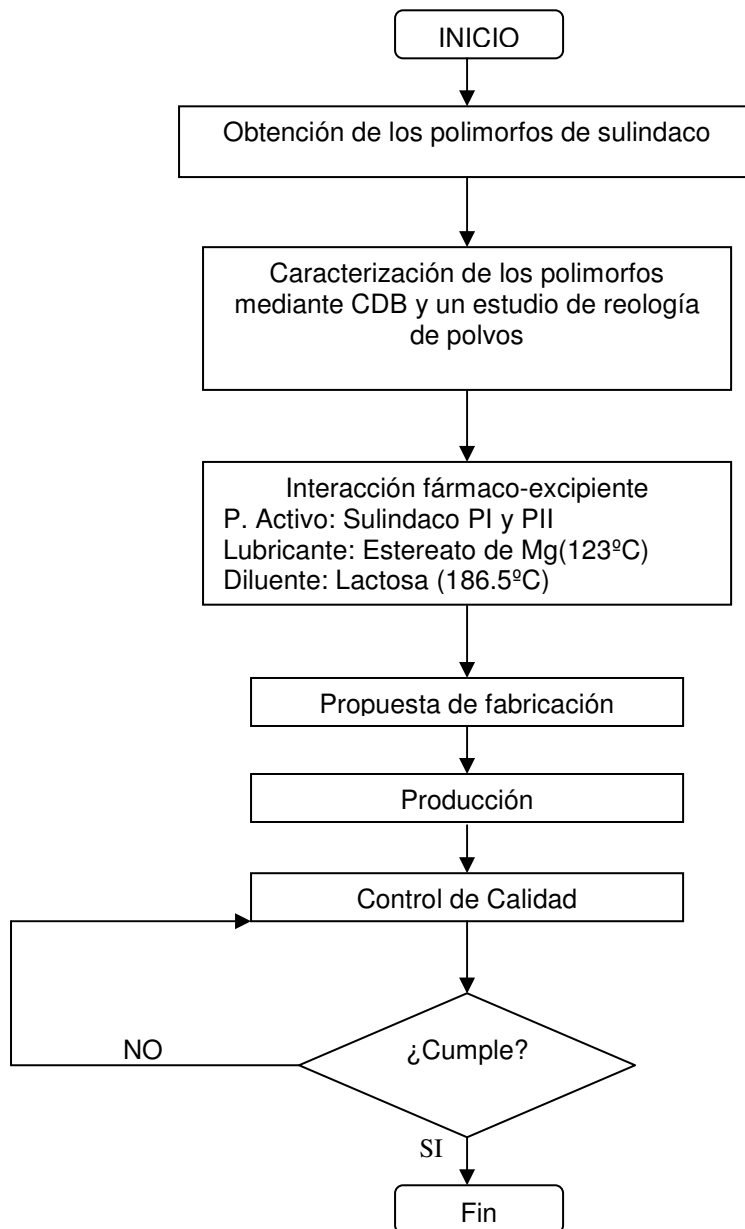 INICIO
Obtención de los polimorfos de sulindaco
Caracterización de los polimorfos
mediante CDB y un estudio de reología
de polvos
Interacción fármaco-excipiente
P. Activo: Sulindaco PI y PII
Lubricante: Estereato de Mg(123ºC)
Diluente: Lactosa (186.5ºC)
Propuesta de fabricación
Producción
Control de Calidad
¿Cumple?
NO
SI
Fin